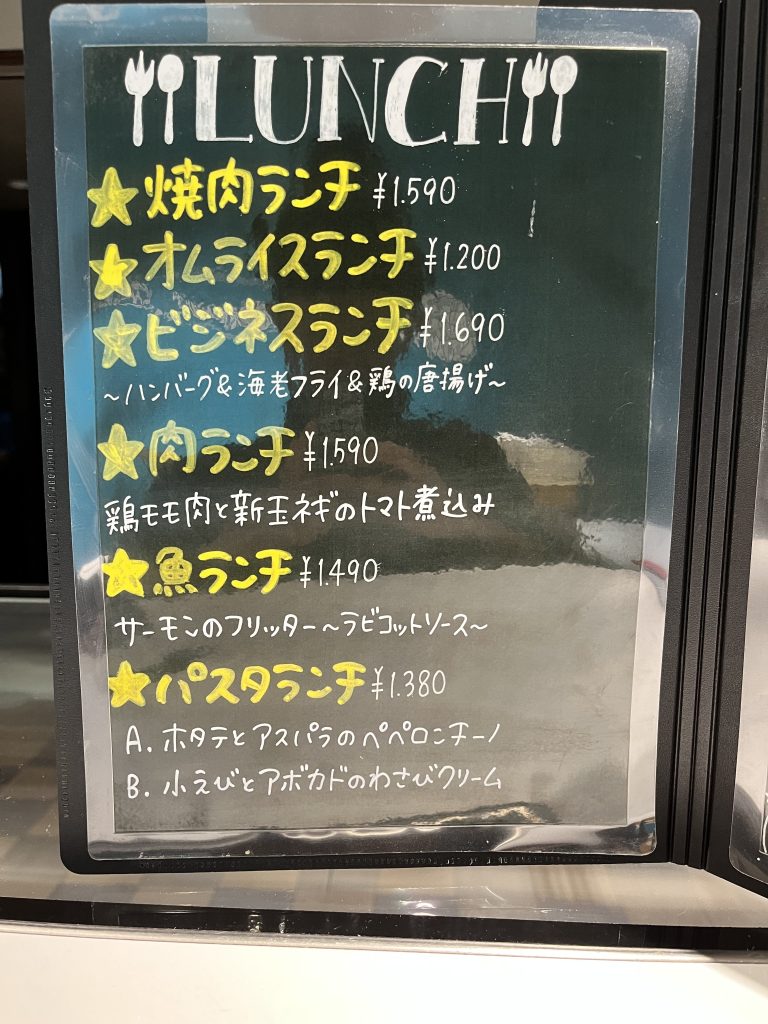 LUNCH
★焼肉ランチ ¥1.590
★オムライスランチ ¥1.200
★ビジネスランチ ¥1.690
~ハンバーグ&海老フライ&鶏の唐揚げ~
★肉ランチ ¥1590
鶏モモ肉と新玉ネギのトマト煮込み
★魚ランチ ¥1.490
サーモンのフリッター~ラビゴットソース~
★パスタランチ ¥1.380
A. ホタテとアスパラのペペロンチーノ
B. 小えびとアボカドのわさびクリーム